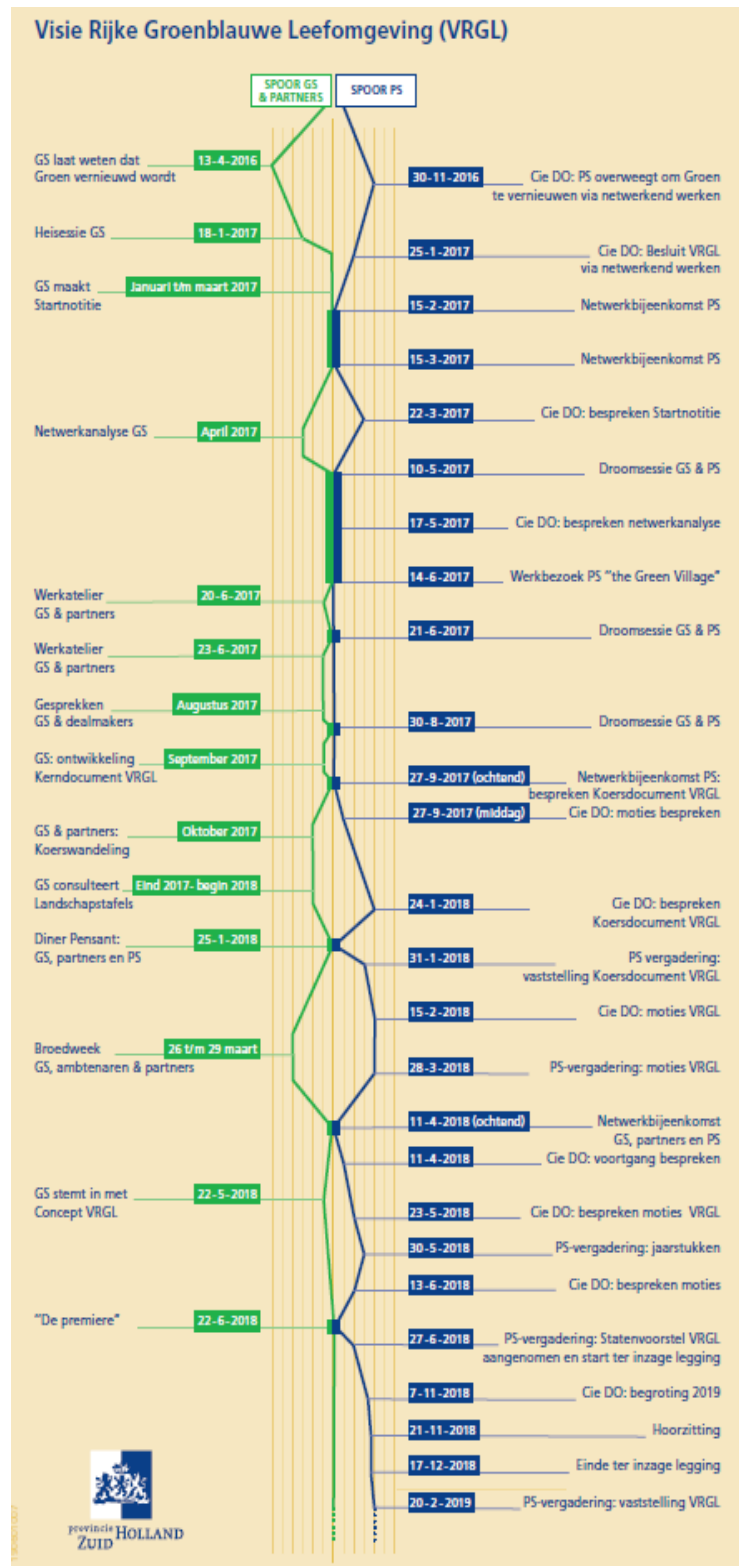 Visie Rijke Groenblauwe Leefomgeving (VRGL)
SPOOR GS
& PARTNERS
SPOOR PS
GS laat weten dat
Groen vernieuwd wordt
13-4-2016
30-11-2016
Cie DO: PS overweegt om Groen
te vernieuwen via netwerkend werken
Heisessie GS
18-1-2017
25-1-2017
Cie DO: Besluit VRGL
via netwerkend werken
GS maakt
Startnotitie
Januari t/m maart 2017
15-2-2017
Netwerkbijeenkomst PS
15-3-2017
Netwerkbijeenkomst PS
22-3-2017
Cie DO: bespreken Startnotitie
Netwerkanalyse GS
April 2017
10-5-2017
Droomsessie GS & PS
17-5-2017
Cie DO: bespreken netwerkanalyse
14-6-2017
Werkbezoek PS "the Green Village"
Werkatelier
GS & partners
20-6-2017
21-6-2017
Droomsessie GS & PS
Werkatelier
GS & partners
23-6-2017
Gesprekken
GS & dealmakers
Augustus 2017
30-8-2017
Droomsessie GS & PS
GS: ontwikkeling
Kerndocument VRGL
September 2017
27-9-2017 (ochtend)
Netwerkbijeenkomst PS:
bespreken Koersdocument VRGL
27-9-2017 (middag)
Cie DO: moties bespreken
GS & partners:
Koerswandeling
Oktober 2017
GS consulteert
Landschapstafels
Eind 2017- begin 2018
24-1-2018
Cie DO: bespreken
Koersdocument VRGL
Diner Pensant:
GS, partners en PS
25-1-2018
31-1-2018
PS vergadering:
vaststelling Koersdocument VRGL
15-2-2018
Cie DO: moties VRGL
Broedweek
GS, ambtenaren & partners
26 t/m 29 maart
28-3-2018
PS-vergadering: moties VRGL
11-4-2018 (ochtend)
Netwerkbijeenkomst
GS, partners en PS
11-4-2018
Cie DO: voortgang bespreken
GS stemt in met
Concept VRGL
22-5-2018
23-5-2018
Cie DO: bespreken moties VRGL
30-5-2018
PS-vergadering: jaarstukken
13-6-2018
Cie DO: bespreken moties
"De premiere"
22-6-2018
27-6-2018
PS-vergadering: Statenvoorstel VRGL
aangenomen en start ter inzage legging
7-11-2018
Cie DO: begroting 2019
21-11-2018
Hoorzitting
17-12-2018
Einde ter inzage legging
20-2-2019
PS-vergadering: vaststelling VRGL
provincie HOLLAND
ZUID